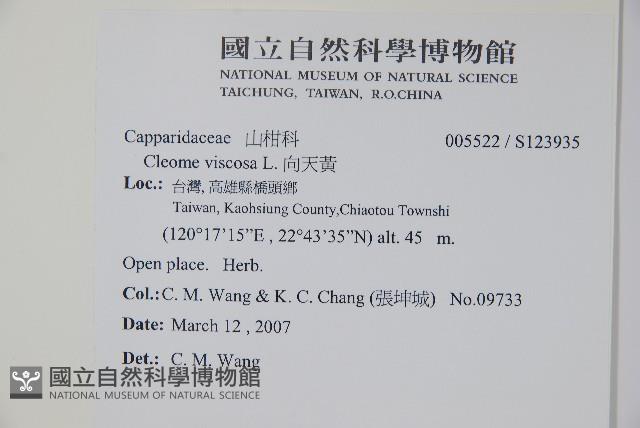 國立自然科學博物館
NATIONAL MUSEUM OF NATURAL SCIENCE
TAICHUNG, TAIWAN, R.O.CHINA
Capparidaceae 山柑科 005522 / S123935
Cleome viscosa L. 向天黃
Loc.: 台灣, 高雄縣橋頭鄉
Taiwan, Kaohsiung County,Chiaotou Townshi
(120°17’15”E , 22°43’35”N) alt. 45 m.
Open place. Herb.
Col.: C. M. Wang & K. C. Chang (張坤城) No.09733
Date: March 12 , 2007
Det.: C. M. Wang
國立自然科學博物館
NATIONAL MUSEUM OF NATURAL SCIENCE